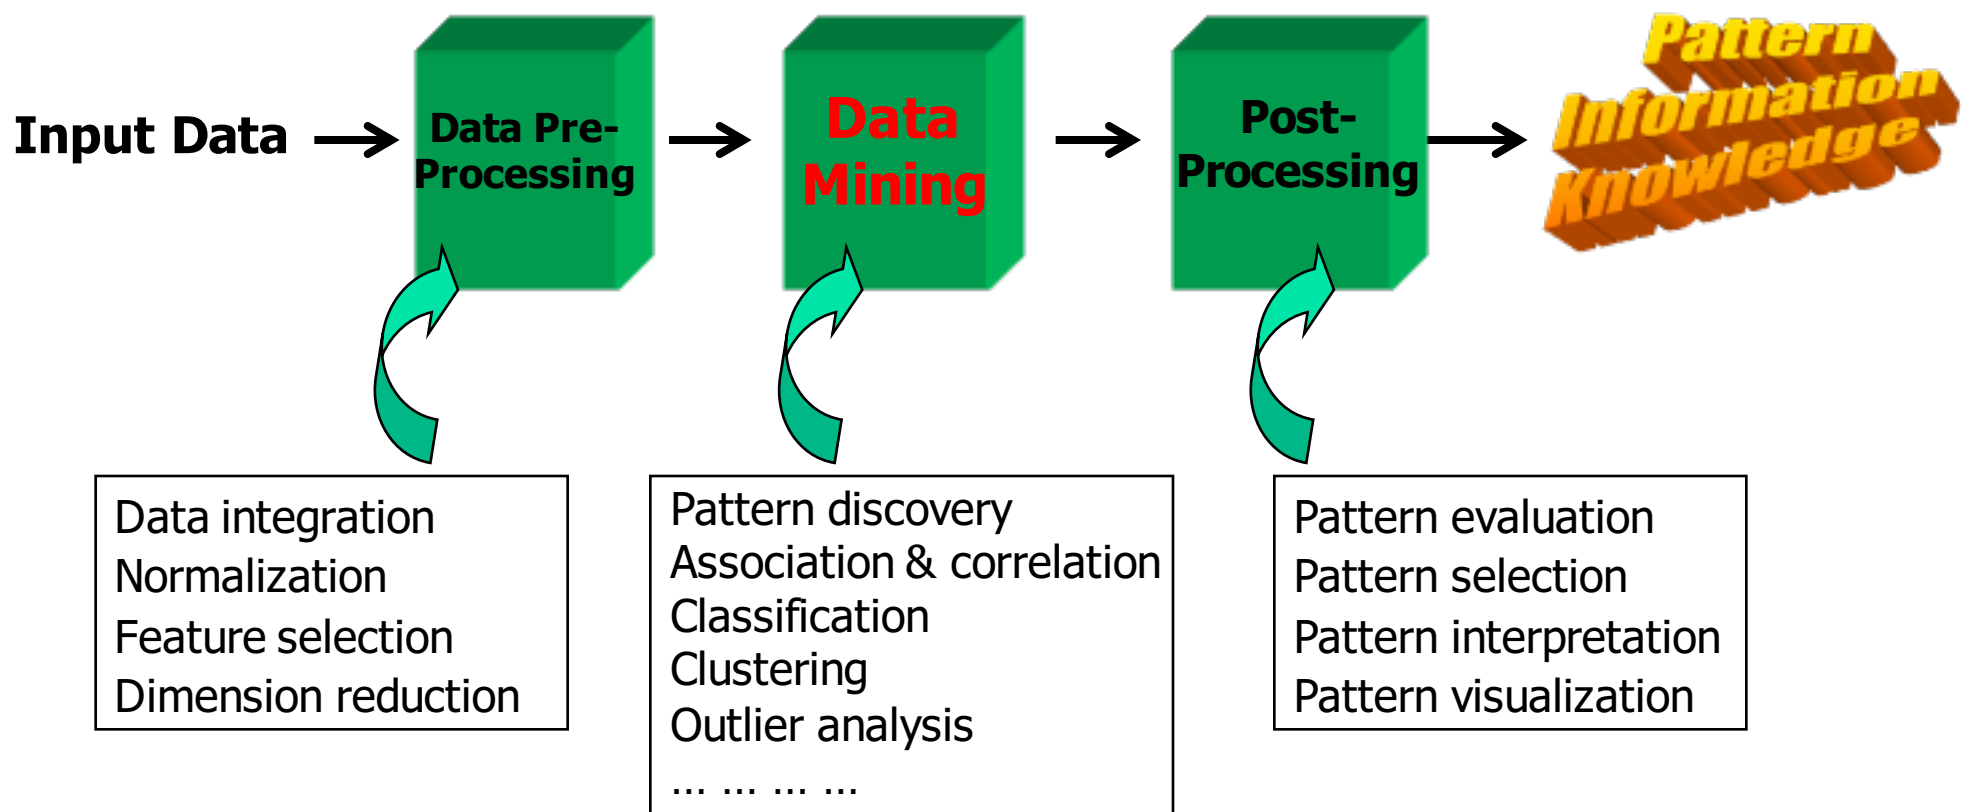 Input Data
Data Pre-
Processing
Data
Mining
Post-
Processing
Pattern
Information
Knowledge
Data integration
Normalization
Feature selection
Dimension reduction
Pattern discovery
Association & correlation
Classification
Clustering
Outlier analysis
… … … …
Pattern evaluation
Pattern selection
Pattern interpretation
Pattern visualization